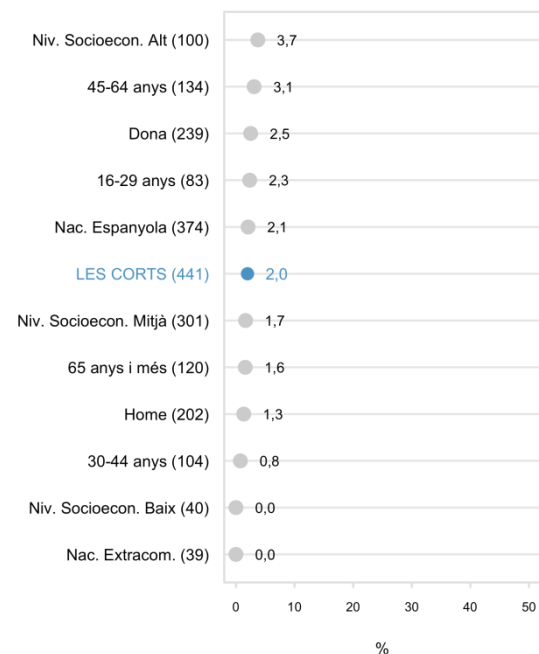 Niv. Socioecon. Alt (100) 3,7
45-64 anys (134) 3,1
Dona (239) 2,5
16-29 anys (83) 2,3
Nac. Espanyola (374) 2,1
LES CORTS (441) 2,0
Niv. Socioecon. Mitjà (301) 1,7
65 anys i més (120) 1,6
Home (202) 1,3
30-44 anys (104) 0,8
Niv. Socioecon. Baix (40) 0,0
Nac. Extracom. (39) 0,0
0 10 20 30 40 50
%